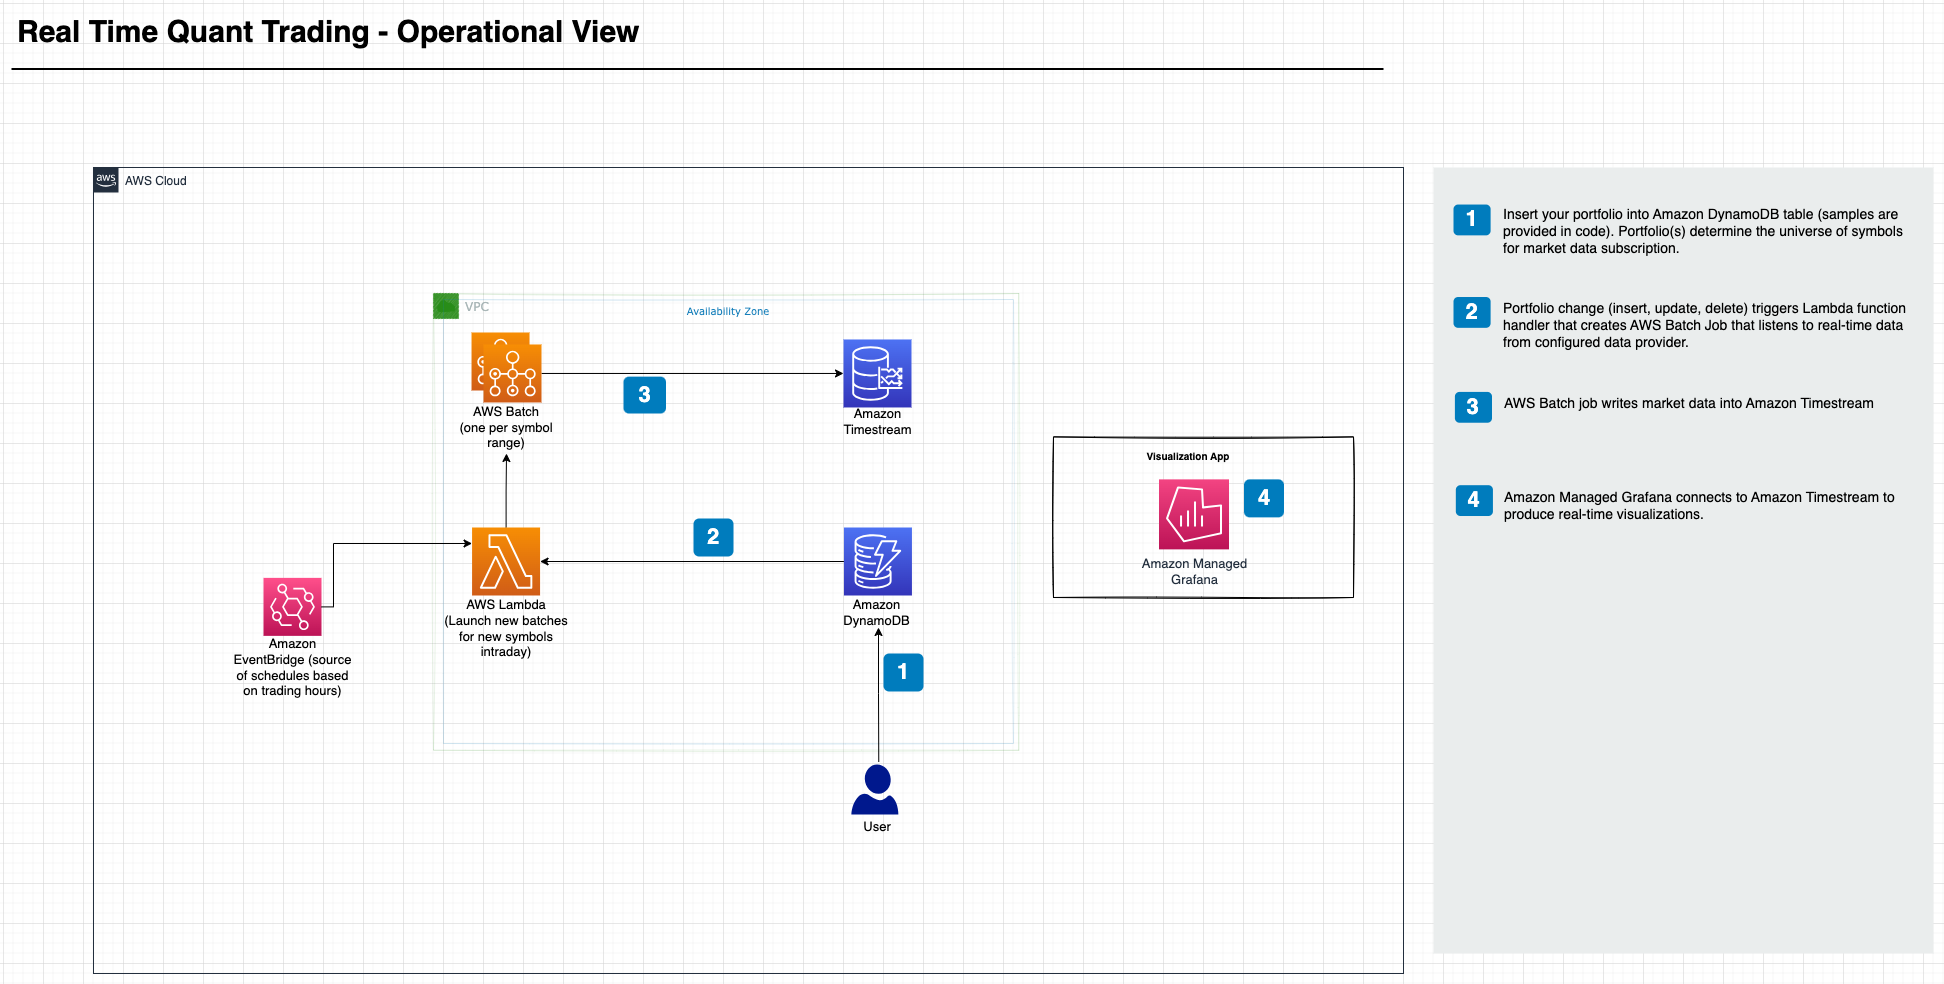 Real Time Quant Trading - Operational View
aws
AWS Cloud
VPC
Availability Zone
AWS Batch
(one per symbol
range)
3
Amazon
Timestream
Visualization App
4
Amazon Managed
Grafana
2
AWS Lambda
(Launch new batches
for new symbols
intraday)
Amazon
DynamoDB
Amazon
EventBridge (source
of schedules based
on trading hours)
1
User
1
Insert your portfolio into Amazon DynamoDB table (samples are
provided in code). Portfolio(s) determine the universe of symbols
for market data subscription.
2
Portfolio change (insert, update, delete) triggers Lambda function
handler that creates AWS Batch Job that listens to real-time data
from configured data provider.
3
AWS Batch job writes market data into Amazon Timestream
4
Amazon Managed Grafana connects to Amazon Timestream to
produce real-time visualizations.